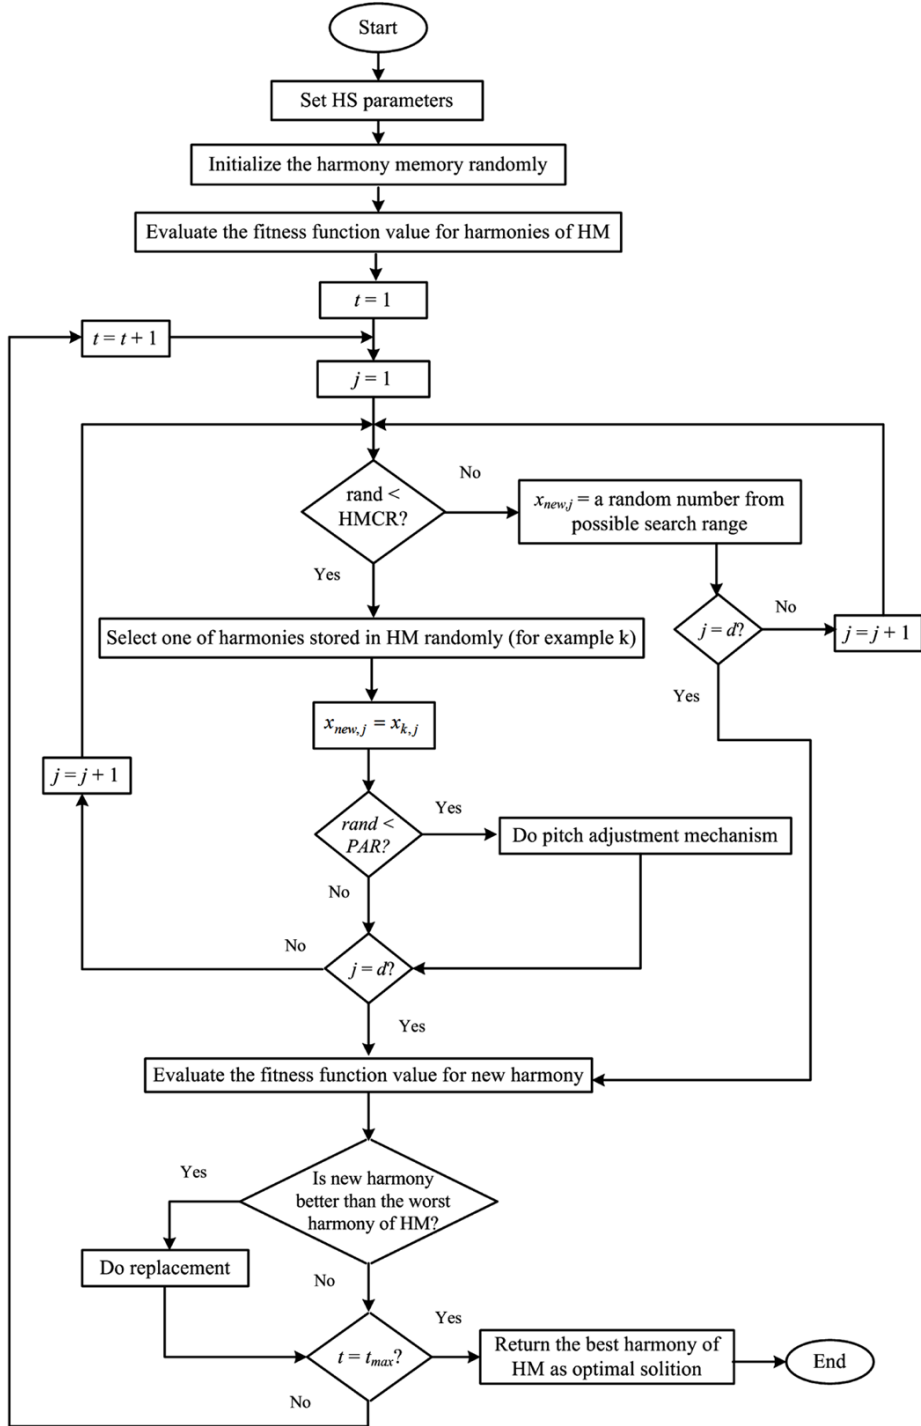 Start
Set HS parameters
Initialize the harmony memory randomly
Evaluate the fitness function value for harmonies of HM
t = 1
t = t + 1
j = 1
rand <
HMCR?
No
x_new,j = a random number from
possible search range
Yes
j = d?
No
j = j + 1
Select one of harmonies stored in HM randomly (for example k)
Yes
x_new,j = x_k,j
j = j + 1
rand <
PAR?
Yes
Do pitch adjustment mechanism
No
No
j = d?
Yes
Evaluate the fitness function value for new harmony
Yes
Is new harmony
better than the worst
harmony of HM?
Do replacement
No
t = t_max?
Yes
Return the best harmony of
HM as optimal solition
End
No